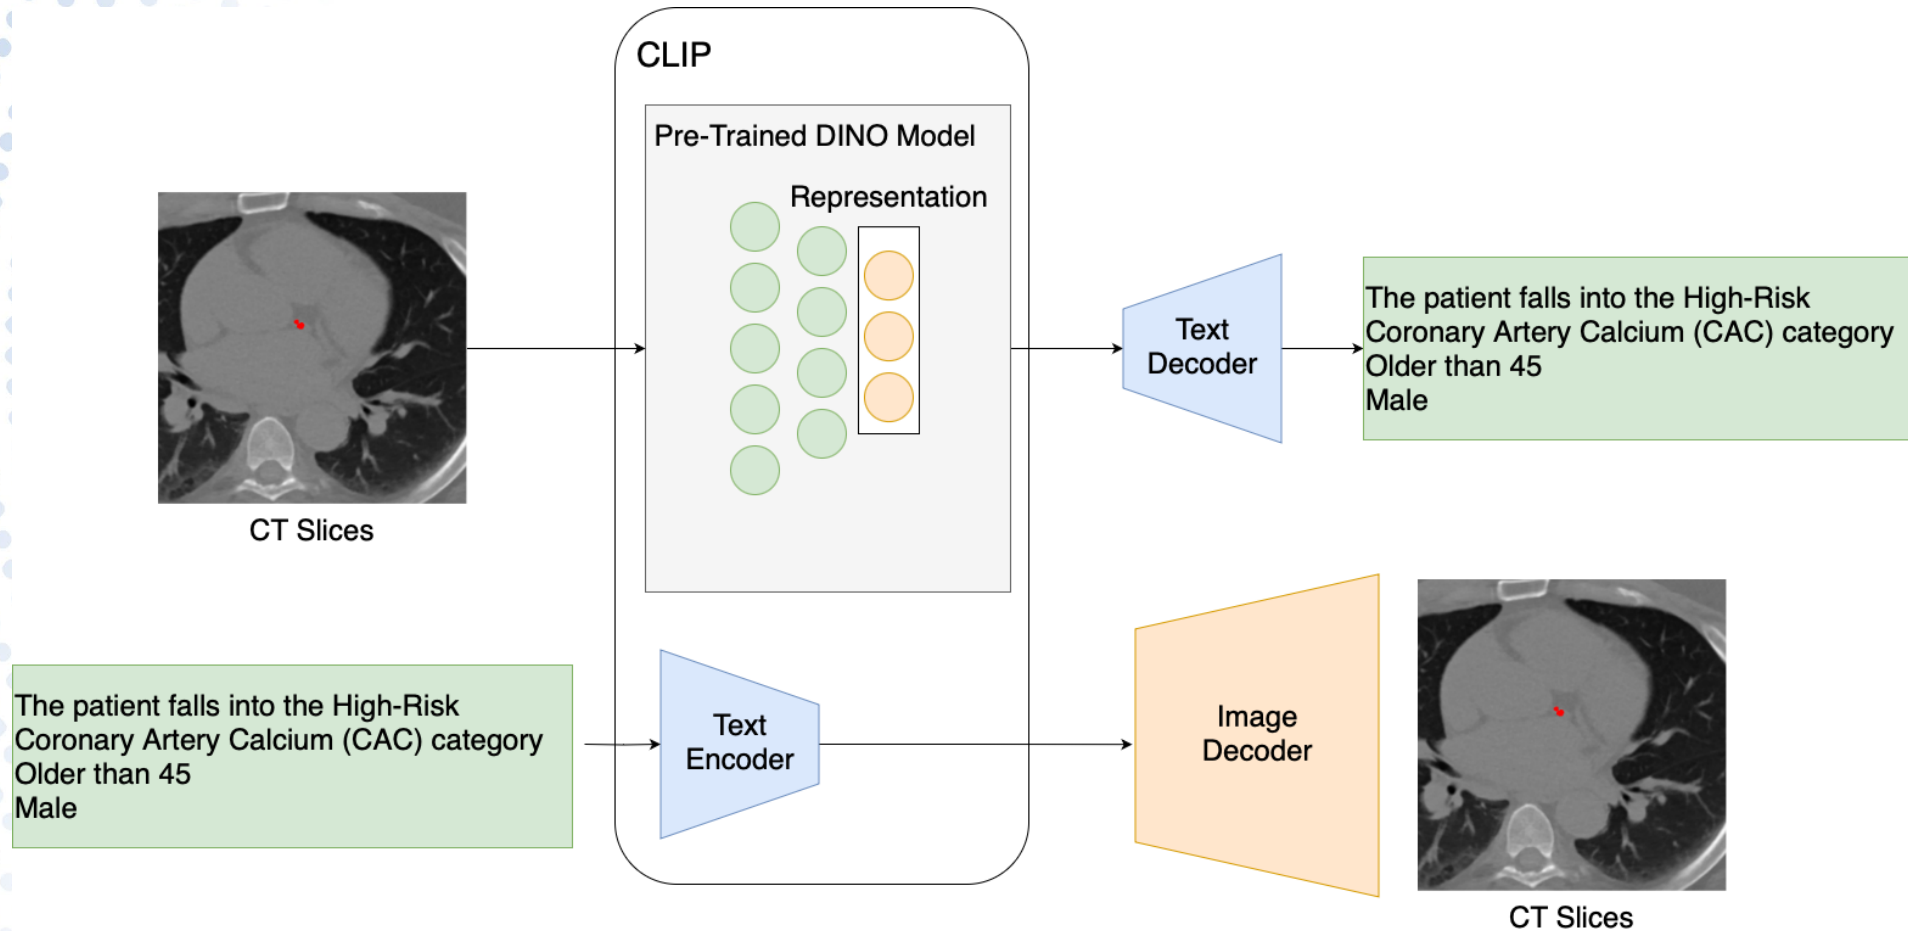 CLIP
Pre-Trained DINO Model
Representation
CT Slices
Text
Decoder
The patient falls into the High-Risk
Coronary Artery Calcium (CAC) category
Older than 45
Male
The patient falls into the High-Risk
Coronary Artery Calcium (CAC) category
Older than 45
Male
Text
Encoder
Image
Decoder
CT Slices